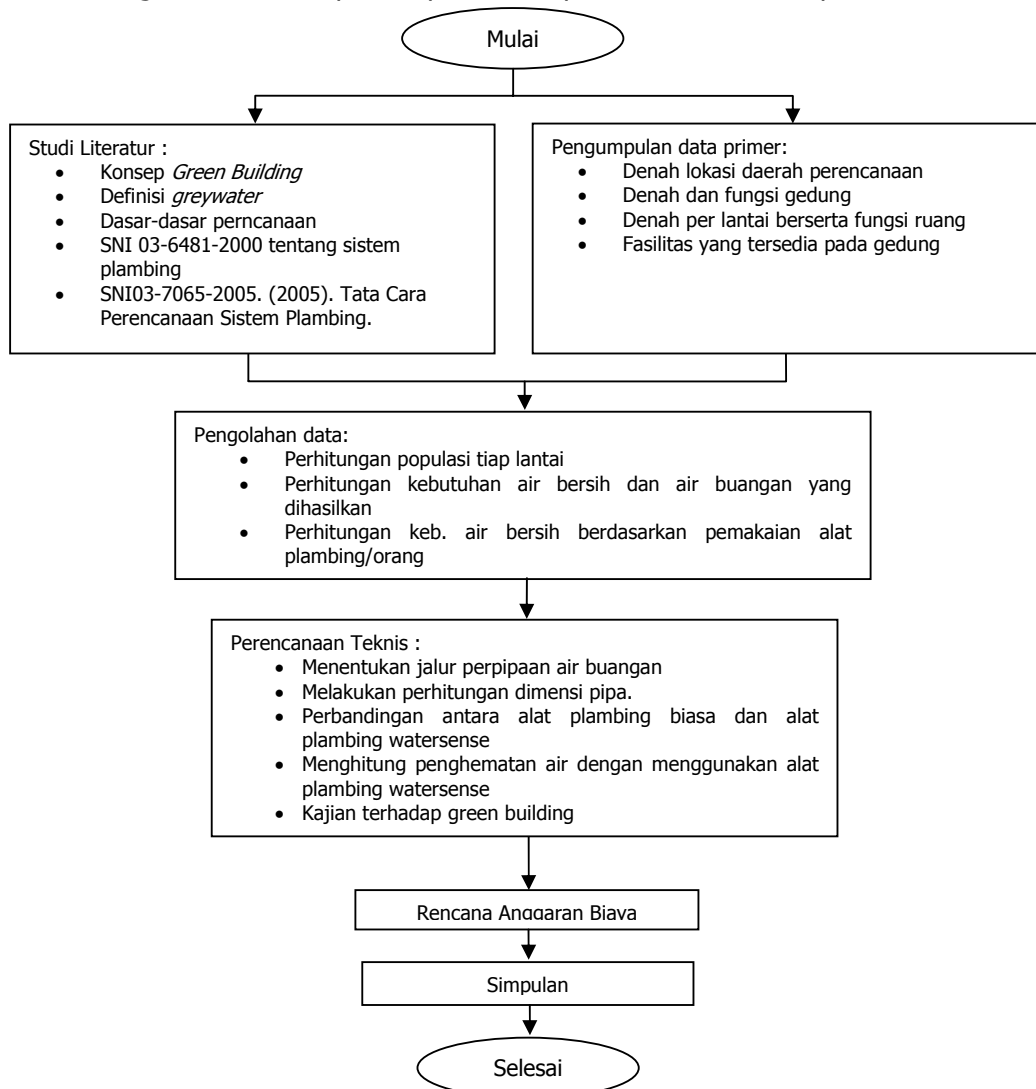 Mulai
Studi Literatur :
• Konsep Green Building
• Definisi greywater
• Dasar-dasar perncanaan
• SNI 03-6481-2000 tentang sistem
plambing
• SNI03-7065-2005. (2005). Tata Cara
Perencanaan Sistem Plambing.
Pengumpulan data primer:
• Denah lokasi daerah perencanaan
• Denah dan fungsi gedung
• Denah per lantai berserta fungsi ruang
• Fasilitas yang tersedia pada gedung
Pengolahan data:
• Perhitungan populasi tiap lantai
• Perhitungan kebutuhan air bersih dan air buangan yang
dihasilkan
• Perhitungan keb. air bersih berdasarkan pemakaian alat
plambing/orang
Perencanaan Teknis :
• Menentukan jalur perpipaan air buangan
• Melakukan perhitungan dimensi pipa.
• Perbandingan antara alat plambing biasa dan alat
plambing watersense
• Menghitung penghematan air dengan menggunakan alat
plambing watersense
• Kajian terhadap green building
Rencana Anggaran Biaya
Simpulan
Selesai